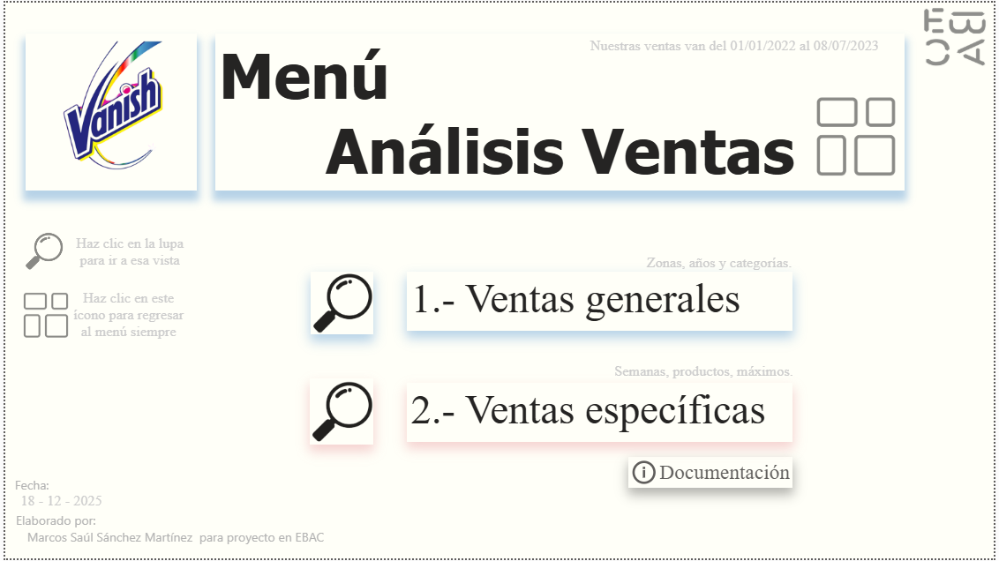 EBAC
Vanish
Nuestras ventas van del 01/01/2022 al 08/07/2023
Menú
Análisis Ventas
Haz clic en la lupa
para ir a esa vista
Haz clic en este
ícono para regresar
al menú siempre
Zonas, años y categorías.
1.- Ventas generales
Semanas, productos, máximos.
2.- Ventas específicas
Documentación
Fecha:
18 - 12 - 2025
Elaborado por:
Marcos Saúl Sánchez Martínez para proyecto en EBAC